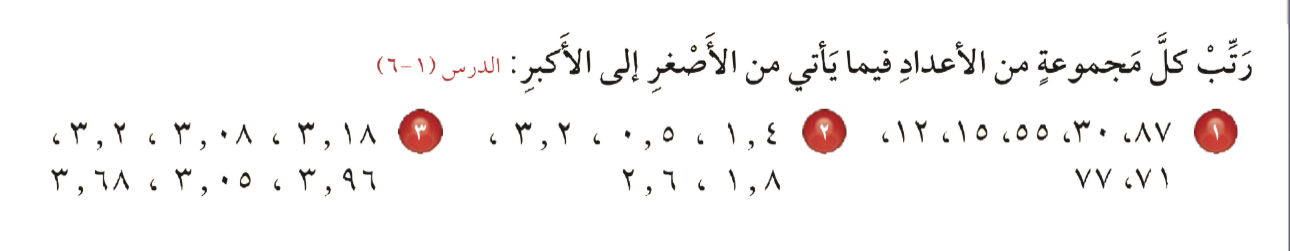 رَتِّبْ كلَّ مَجموعةٍ من الأعدادِ فيما يَأتي من الأَصْغرِ إلى الأَكبرِ: الدرس (١-٦)
١ ٨٧، ٣٠، ٥٥، ١٥، ١٢، ٢ ١,٤ ، ٠,٥ ، ٣,٢ ، ٣ ٣,١٨ ، ٣,٠٨ ، ٣,٢ ،
٧١، ٧٧ ١,٨ ، ٢,٦ ٣,٩٦ ، ٣,٠٥ ، ٣,٦٨